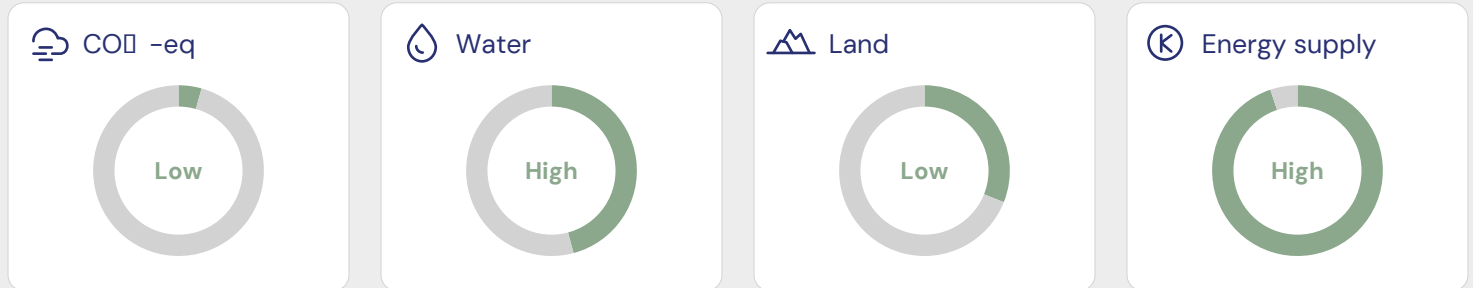 CO▯ -eq
Water
Land
Energy supply
Low
High
Low
High